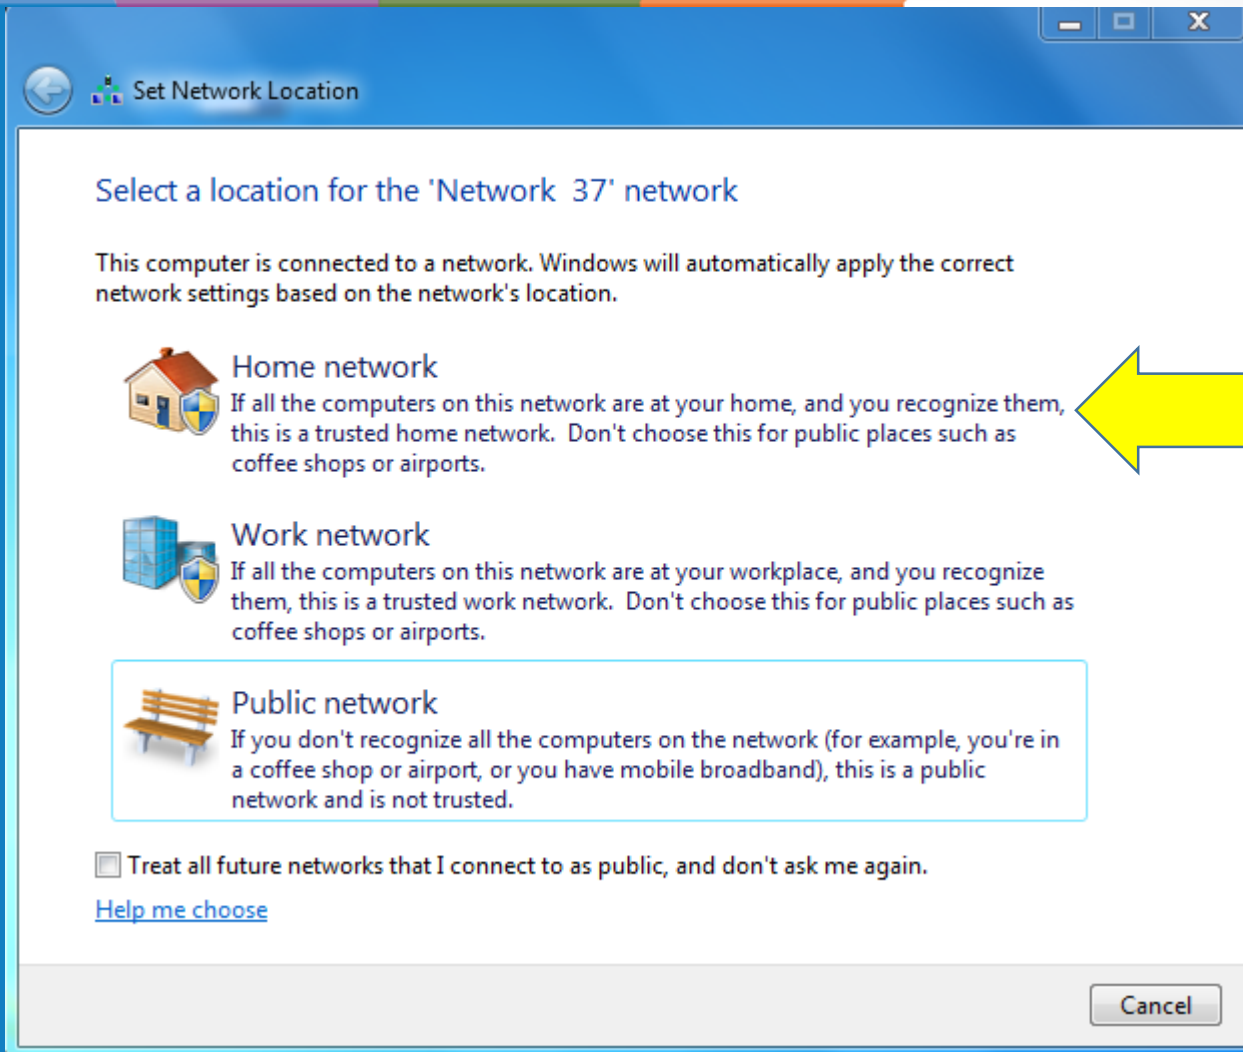 Set Network Location
Select a location for the 'Network  37' network
This computer is connected to a network. Windows will automatically apply the correct
network settings based on the network's location.
Home network
If all the computers on this network are at your home, and you recognize them,
this is a trusted home network.  Don't choose this for public places such as
coffee shops or airports.
Work network
If all the computers on this network are at your workplace, and you recognize
them, this is a trusted work network.  Don't choose this for public places such as
coffee shops or airports.
Public network
If you don't recognize all the computers on the network (for example, you're in
a coffee shop or airport, or you have mobile broadband), this is a public
network and is not trusted.
Treat all future networks that I connect to as public, and don't ask me again.
Help me choose
Cancel